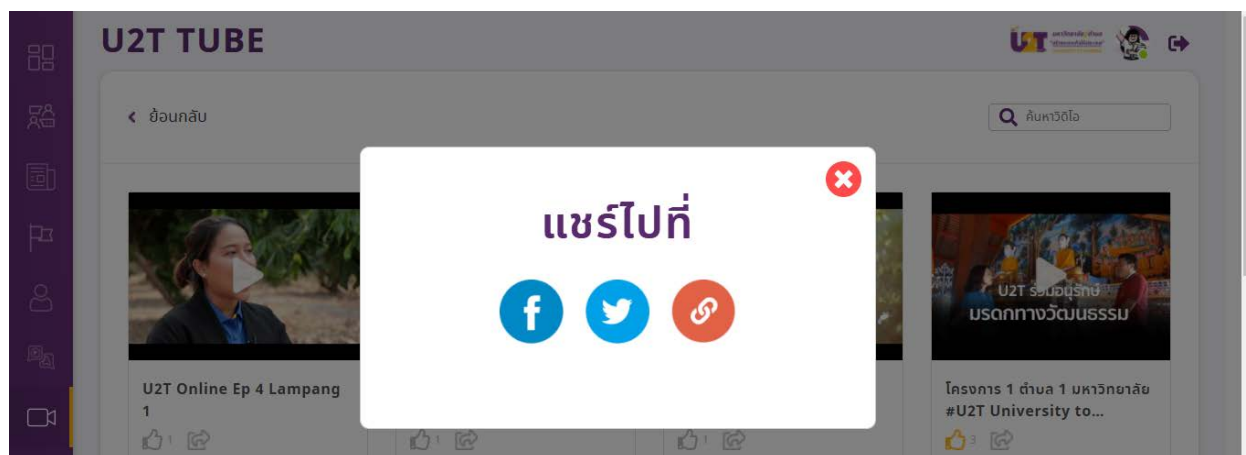 U2T TUBE
U2T
ย้อนกลับ
ค้นหาวิดีโอ
แชร์ไปที่
U2T ร่วมอนุรักษ์
มรดกทางวัฒนธรรม
U2T Online Ep 4 Lampang
1
โครงการ 1 ตำบล 1 มหาวิทยาลัย
#U2T University to...
1
1
1
3